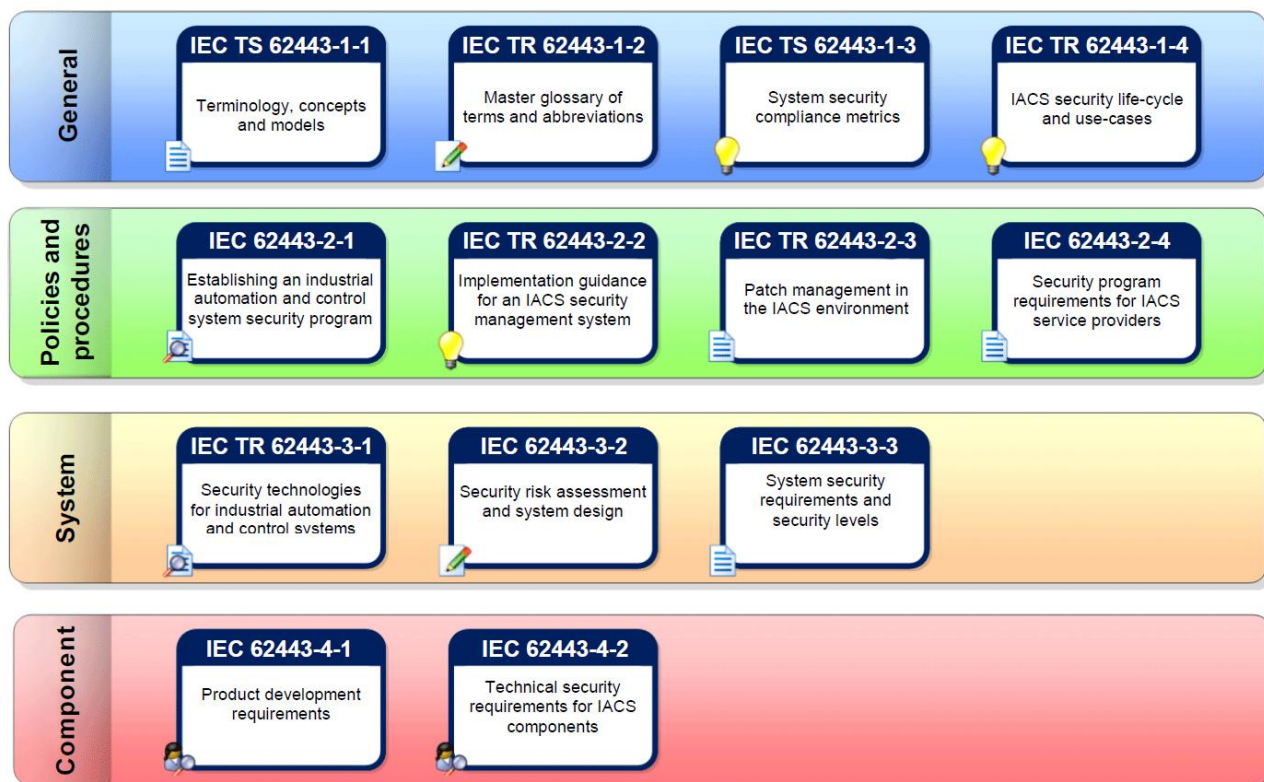 General
IEC TS 62443-1-1
Terminology, concepts
and models
IEC TR 62443-1-2
Master glossary of
terms and abbreviations
IEC TS 62443-1-3
System security
compliance metrics
IEC TR 62443-1-4
IACS security life-cycle
and use-cases
Policies and
procedures
IEC 62443-2-1
Establishing an industrial
automation and control
system security program
IEC TR 62443-2-2
Implementation guidance
for an IACS security
management system
IEC TR 62443-2-3
Patch management in
the IACS environment
IEC 62443-2-4
Security program
requirements for IACS
service providers
System
IEC TR 62443-3-1
Security technologies
for industrial automation
and control systems
IEC 62443-3-2
Security risk assessment
and system design
IEC 62443-3-3
System security
requirements and
security levels
Component
IEC 62443-4-1
Product development
requirements
IEC 62443-4-2
Technical security
requirements for IACS
components